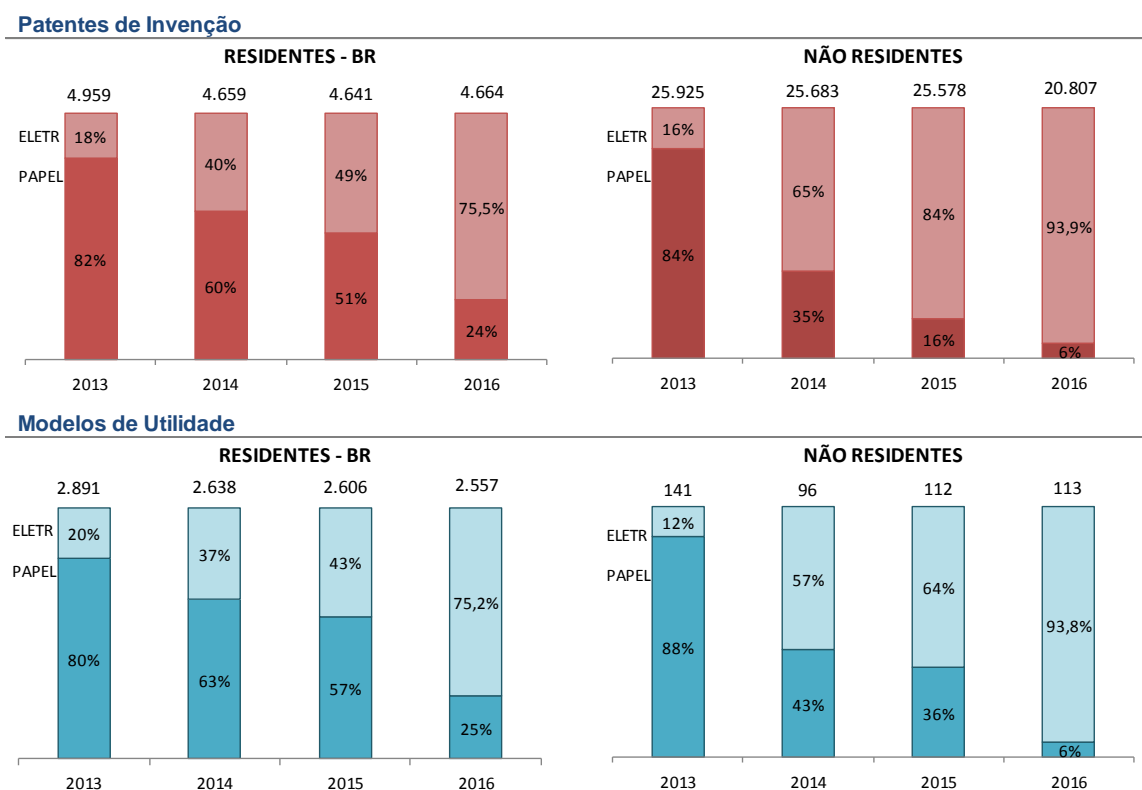 Patentes de Invenção
RESIDENTES - BR
4.959 4.659 4.641 4.664
ELETR 18% 40% 49% 75,5%
PAPEL 82% 60% 51% 24%
2013 2014 2015 2016
NÃO RESIDENTES
25.925 25.683 25.578 20.807
ELETR 16% 65% 84% 93,9%
PAPEL 84% 35% 16% 6%
2013 2014 2015 2016
Modelos de Utilidade
RESIDENTES - BR
2.891 2.638 2.606 2.557
ELETR 20% 37% 43% 75,2%
PAPEL 80% 63% 57% 25%
2013 2014 2015 2016
NÃO RESIDENTES
141 96 112 113
ELETR 12% 57% 64% 93,8%
PAPEL 88% 43% 36% 6%
2013 2014 2015 2016